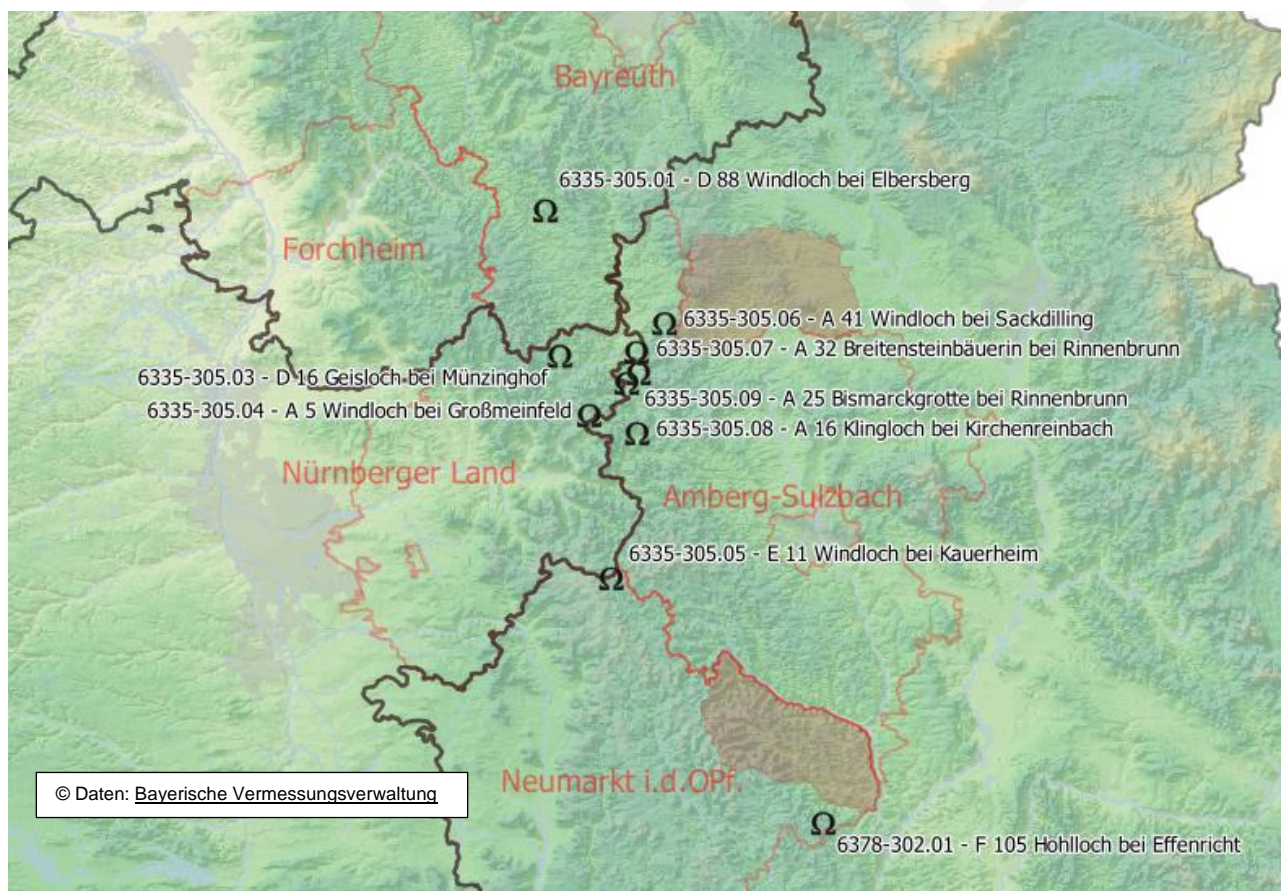 Bayreuth
6335-305.01 - D 88 Windloch bei Elbersberg
Forchheim
6335-305.06 - A 41 Windloch bei Sackdilling
6335-305.07 - A 32 Breitensteinbäuerin bei Rinnenbrunn
6335-305.03 - D 16 Geisloch bei Münzinghof
6335-305.09 - A 25 Bismarckgrotte bei Rinnenbrunn
6335-305.04 - A 5 Windloch bei Großmeinfeld
6335-305.08 - A 16 Klingloch bei Kirchenreinbach
Nürnberger Land
Amberg-Sulzbach
6335-305.05 - E 11 Windloch bei Kauerheim
Neumarkt i.d.OPf.
© Daten: Bayerische Vermessungsverwaltung
6378-302.01 - F 105 Hohlloch bei Effenricht